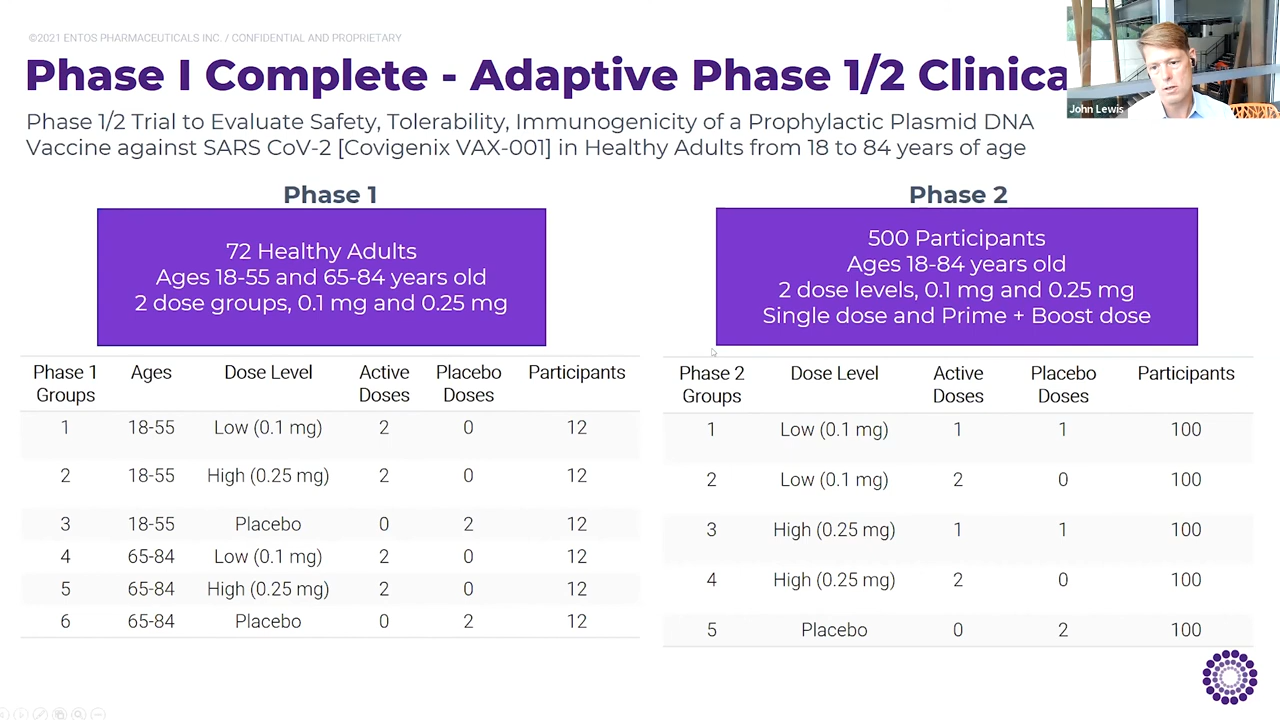 ©2021 ENTOS PHARMACEUTICALS INC. / CONFIDENTIAL AND PROPRIETARY
Phase I Complete - Adaptive Phase 1/2 Clinica
John Lewis
Phase 1/2 Trial to Evaluate Safety, Tolerability, Immunogenicity of a Prophylactic Plasmid DNA
Vaccine against SARS CoV-2 [Covigenix VAX-001] in Healthy Adults from 18 to 84 years of age
Phase 1
72 Healthy Adults
Ages 18-55 and 65-84 years old
2 dose groups, 0.1 mg and 0.25 mg
Phase 1 Groups Ages Dose Level Active Doses Placebo Doses Participants
1 18-55 Low (0.1 mg) 2 0 12
2 18-55 High (0.25 mg) 2 0 12
3 18-55 Placebo 0 2 12
4 65-84 Low (0.1 mg) 2 0 12
5 65-84 High (0.25 mg) 2 0 12
6 65-84 Placebo 0 2 12
Phase 2
500 Participants
Ages 18-84 years old
2 dose levels, 0.1 mg and 0.25 mg
Single dose and Prime + Boost dose
Phase 2 Groups Dose Level Active Doses Placebo Doses Participants
1 Low (0.1 mg) 1 1 100
2 Low (0.1 mg) 2 0 100
3 High (0.25 mg) 1 1 100
4 High (0.25 mg) 2 0 100
5 Placebo 0 2 100